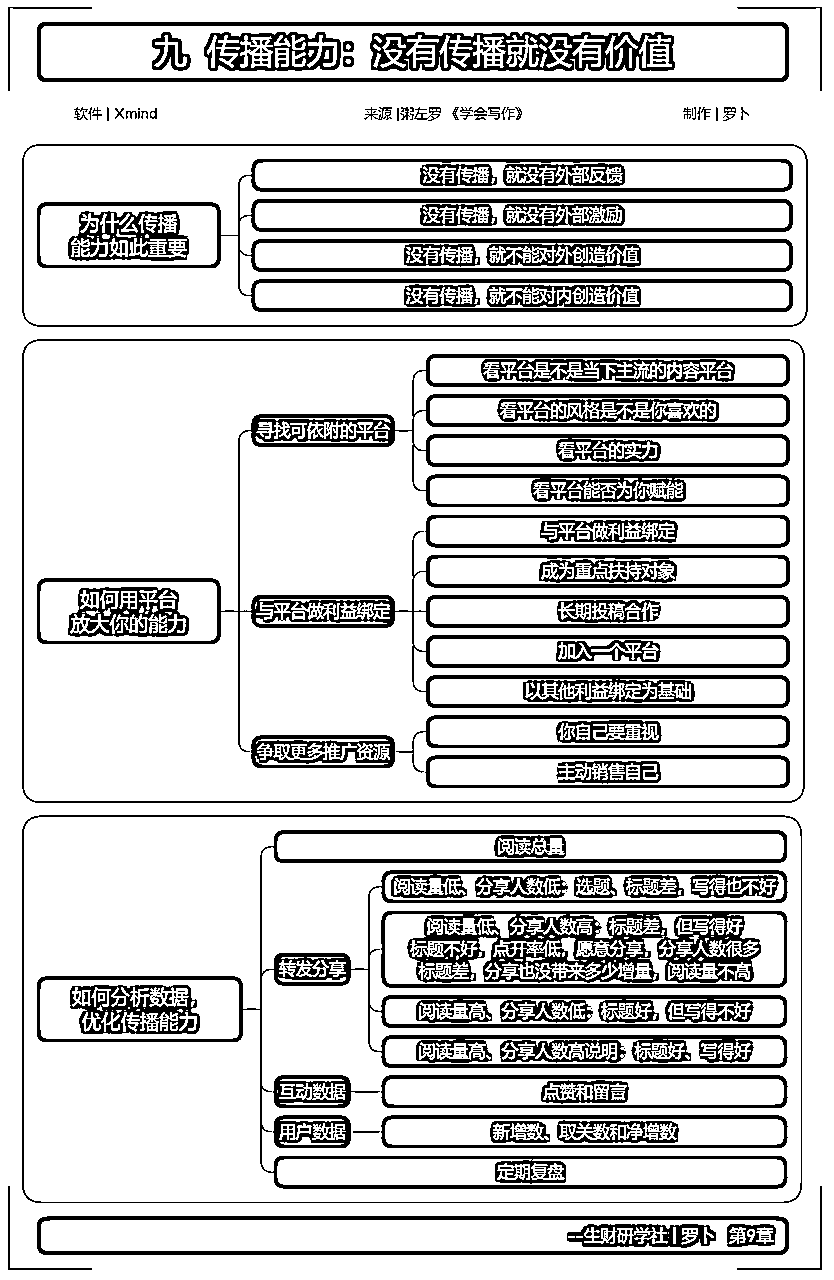 九 传播能力：没有传播就没有价值
软件 | Xmind
来源 |粥左罗 《学会写作》
制作 | 罗卜
为什么传播
能力如此重要
没有传播，就没有外部反馈
没有传播，就没有外部激励
没有传播，就不能对外创造价值
没有传播，就不能对内创造价值
如何用平台
放大你的能力
寻找可依附的平台
看平台是不是当下主流的内容平台
看平台的风格是不是你喜欢的
看平台的实力
看平台能否为你赋能
与平台做利益绑定
与平台做利益绑定
成为重点扶持对象
长期投稿合作
加入一个平台
以其他利益绑定为基础
争取更多推广资源
你自己要重视
主动销售自己
如何分析数据，
优化传播能力
阅读总量
转发分享
阅读量低、分享人数低：选题、标题差，写得也不好
阅读量低、分享人数高：标题差，但写得好
标题不好，点开率低，愿意分享，分享人数很多
标题差，分享也没带来多少增量，阅读量不高
阅读量高、分享人数低：标题好，但写得不好
阅读量高、分享人数高说明：标题好、写得好
互动数据
点赞和留言
用户数据
新增数、取关数和净增数
定期复盘
—生财研学社 | 罗卜 第9章